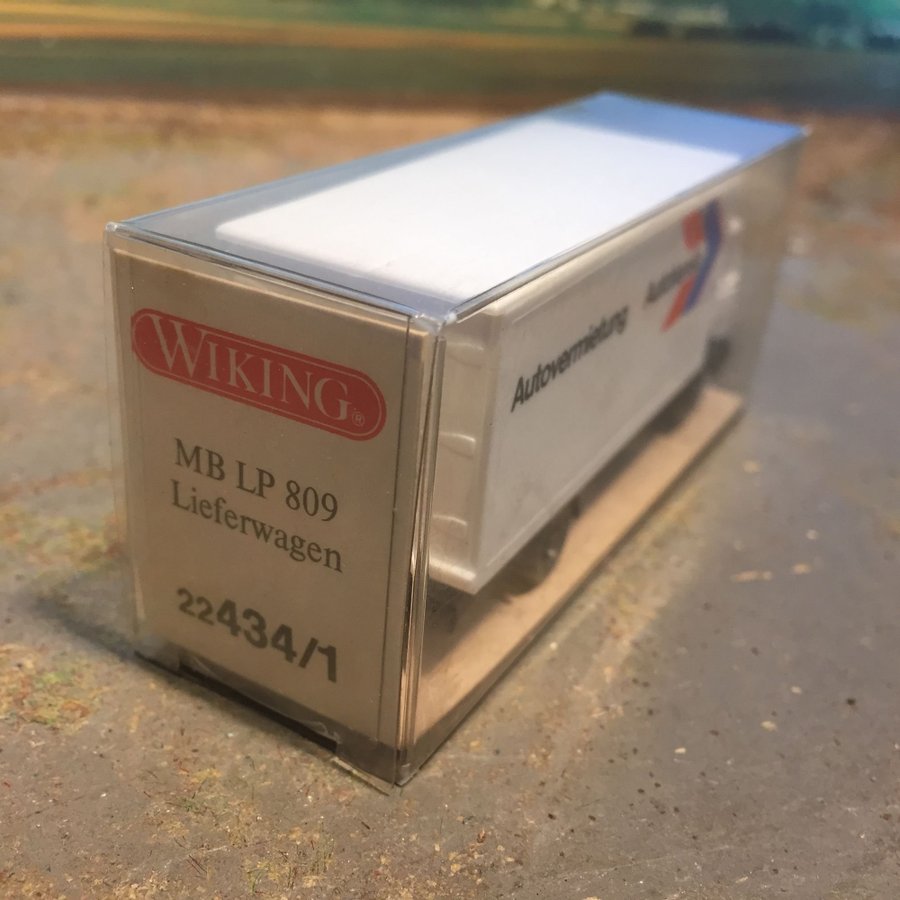 WIKING®
MB LP 809
Lieferwagen
22434/1
Autovermietung